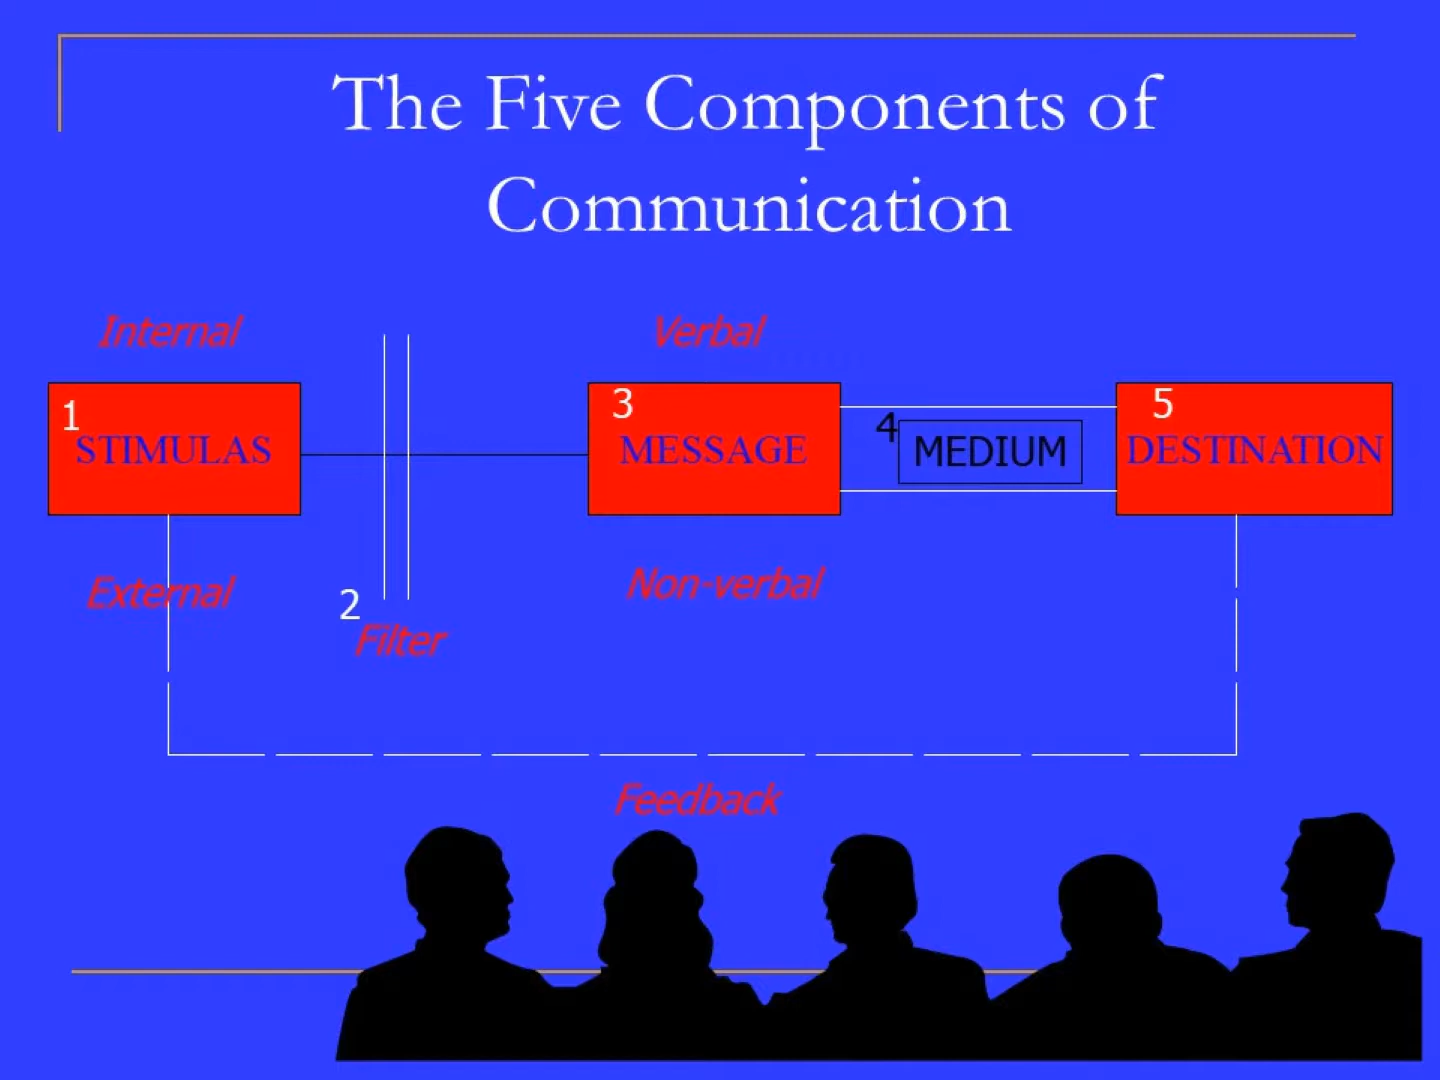 The Five Components of
Communication
Internal
Verbal
1
STIMULAS
3
MESSAGE
4
MEDIUM
5
DESTINATION
External
Non-verbal
2
Filter
Feedback